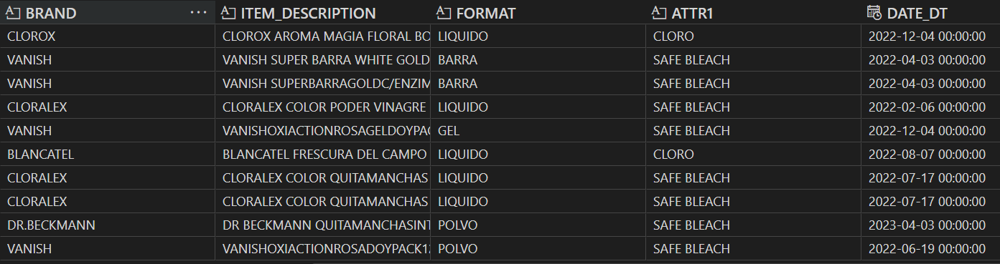 BRAND ITEM_DESCRIPTION FORMAT ATTR1 DATE_DT
CLOROX CLOROX AROMA MAGIA FLORAL BO LIQUIDO CLORO 2022-12-04 00:00:00
VANISH VANISH SUPER BARRA WHITE GOLD BARRA SAFE BLEACH 2022-04-03 00:00:00
VANISH VANISH SUPERBARRAGOLDC/ENZIM BARRA SAFE BLEACH 2022-04-03 00:00:00
CLORALEX CLORALEX COLOR PODER VINAGRE LIQUIDO SAFE BLEACH 2022-02-06 00:00:00
VANISH VANISHOXIACTIONROSAGELDOYPAC GEL SAFE BLEACH 2022-12-04 00:00:00
BLANCATEL BLANCATEL FRESCURA DEL CAMPO LIQUIDO CLORO 2022-08-07 00:00:00
CLORALEX CLORALEX COLOR QUITAMANCHAS LIQUIDO SAFE BLEACH 2022-07-17 00:00:00
CLORALEX CLORALEX COLOR QUITAMANCHAS LIQUIDO SAFE BLEACH 2022-07-17 00:00:00
DR.BECKMANN DR BECKMANN QUITAMANCHASINT POLVO SAFE BLEACH 2023-04-03 00:00:00
VANISH VANISHOXIACTIONROSADOYPACK12 POLVO SAFE BLEACH 2022-06-19 00:00:00